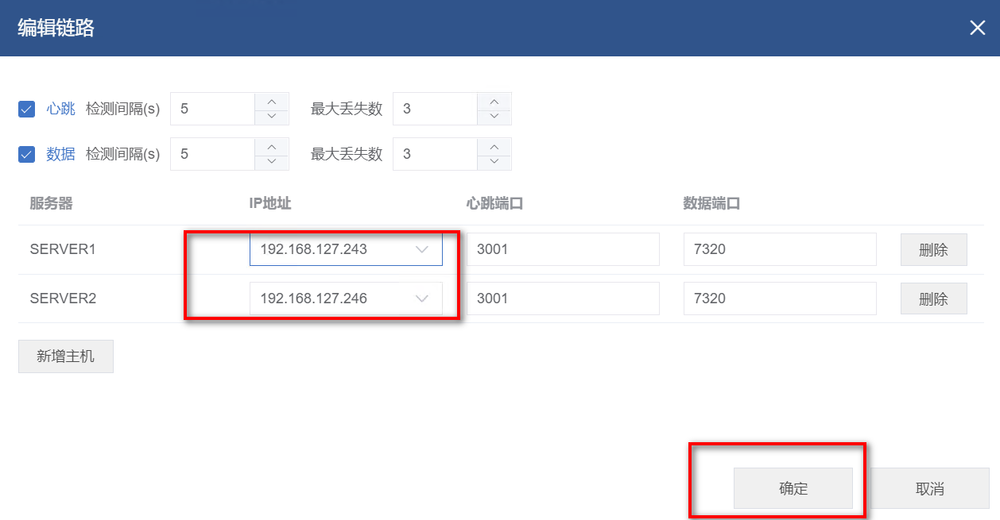 编辑链路
心跳 检测间隔(s) 5 最大丢失数 3
数据 检测间隔(s) 5 最大丢失数 3
服务器 IP地址 心跳端口 数据端口
SERVER1 192.168.127.243 3001 7320 删除
SERVER2 192.168.127.246 3001 7320 删除
新增主机
确定 取消